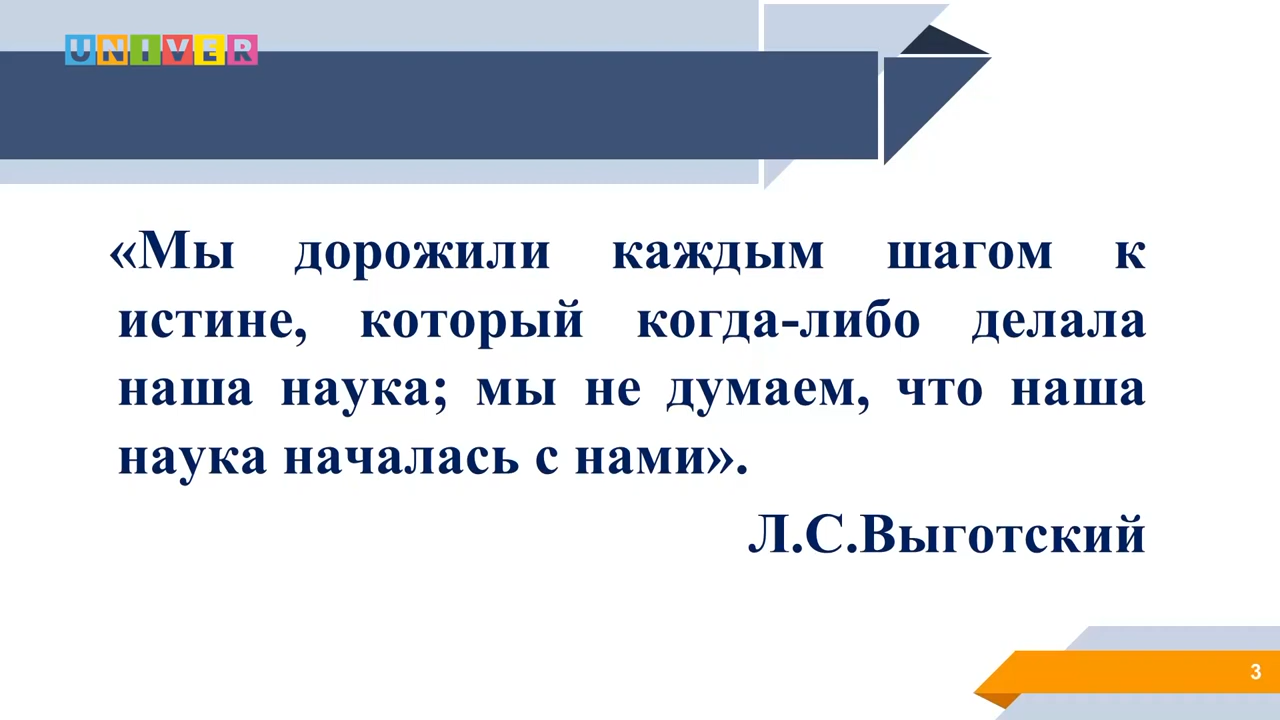 UNIVER
«Мы дорожили каждым шагом к
истине, который когда-либо делала
наша наука; мы не думаем, что наша
наука началась с нами».
Л.С.Выготский
3